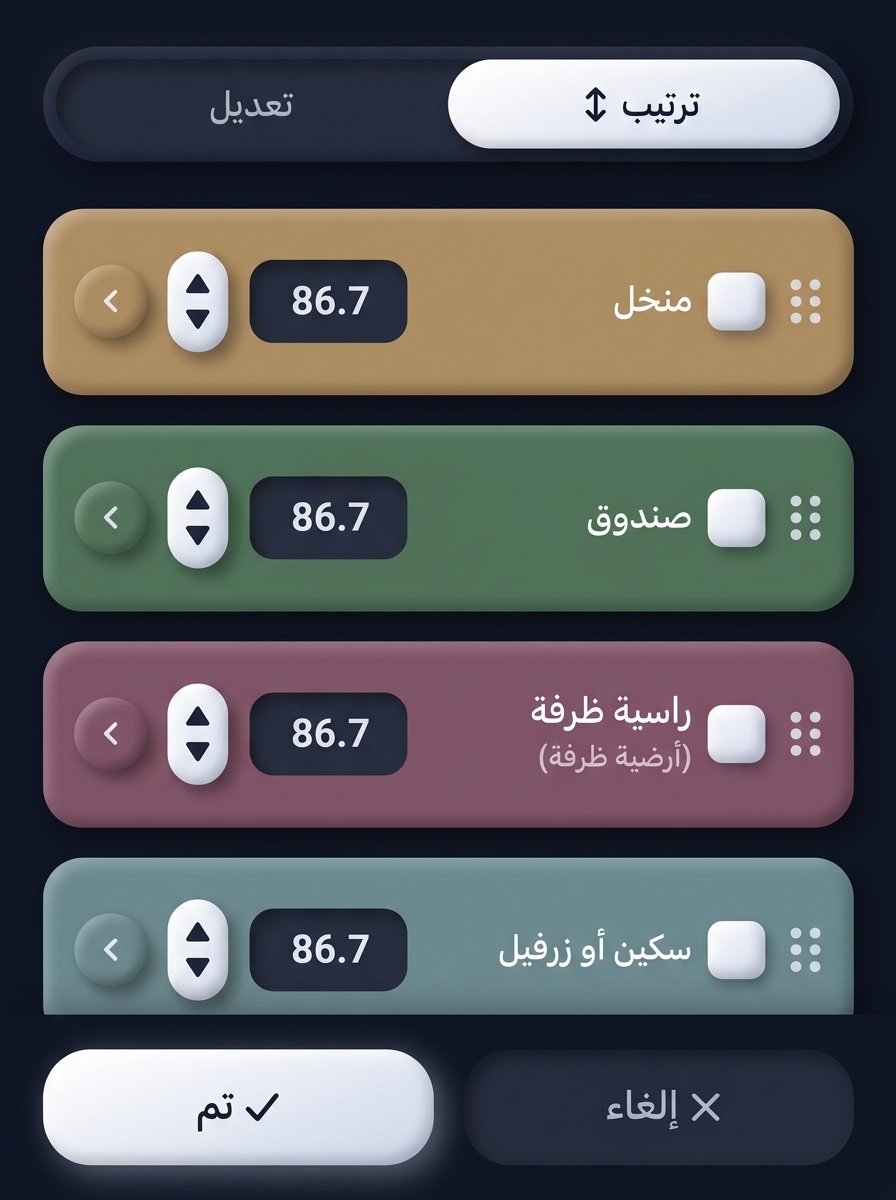 ترتيب
تعديل
منخل
86.7
صندوق
86.7
راسية ظرفة
(أرضية ظرفة)
86.7
سكين أو زرفيل
86.7
إلغاء
تم